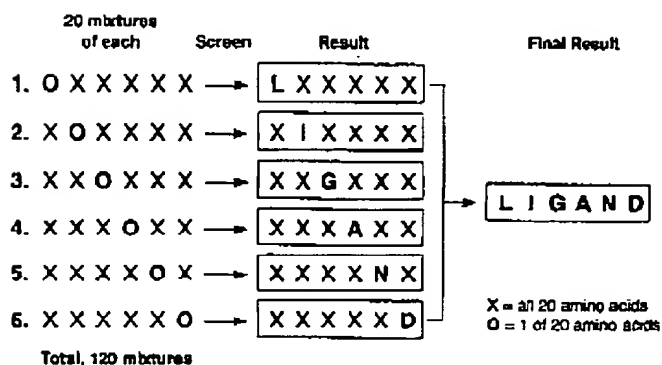 20 mixtures
of each Screen Result Final Result
1. O X X X X X L X X X X X
2. X O X X X X X I X X X X
3. X X O X X X X X G X X X
L I G A N D
4. X X X O X X X X X A X X
5. X X X X O X X X X X N X
X = all 20 amino acids
6. X X X X X O X X X X X D
O = 1 of 20 amino acids
Total, 120 mixtures